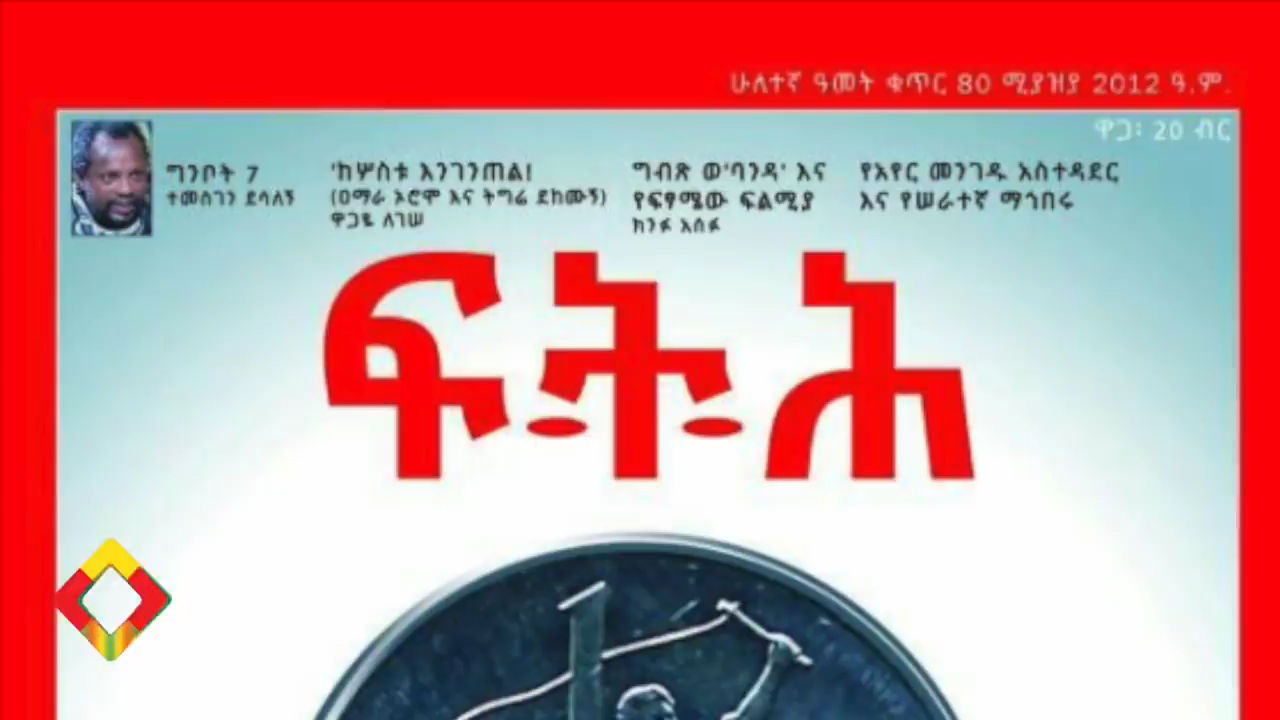 ሁለተኛ ዓመት ቁጥር 80 ሚያዝያ 2012 ዓ.ም.
ዋጋ፡ 20 ብር
ግንቦት 7
ተመስገን ደሳለኝ
'ከሦስቱ እንገንጠል!
(ዐማራ ኦሮሞ እና ትግሬ ደከሙኝ)
ዋጋዬ ለገሠ
ግብጽ ወ'ባንዳ' እና
የፍፃሜው ፍልሚያ
ክንፉ አሰፋ
የአየር መንገዱ አስተዳደር
እና የሠራተኛ ማኅበሩ
ፍትሕ